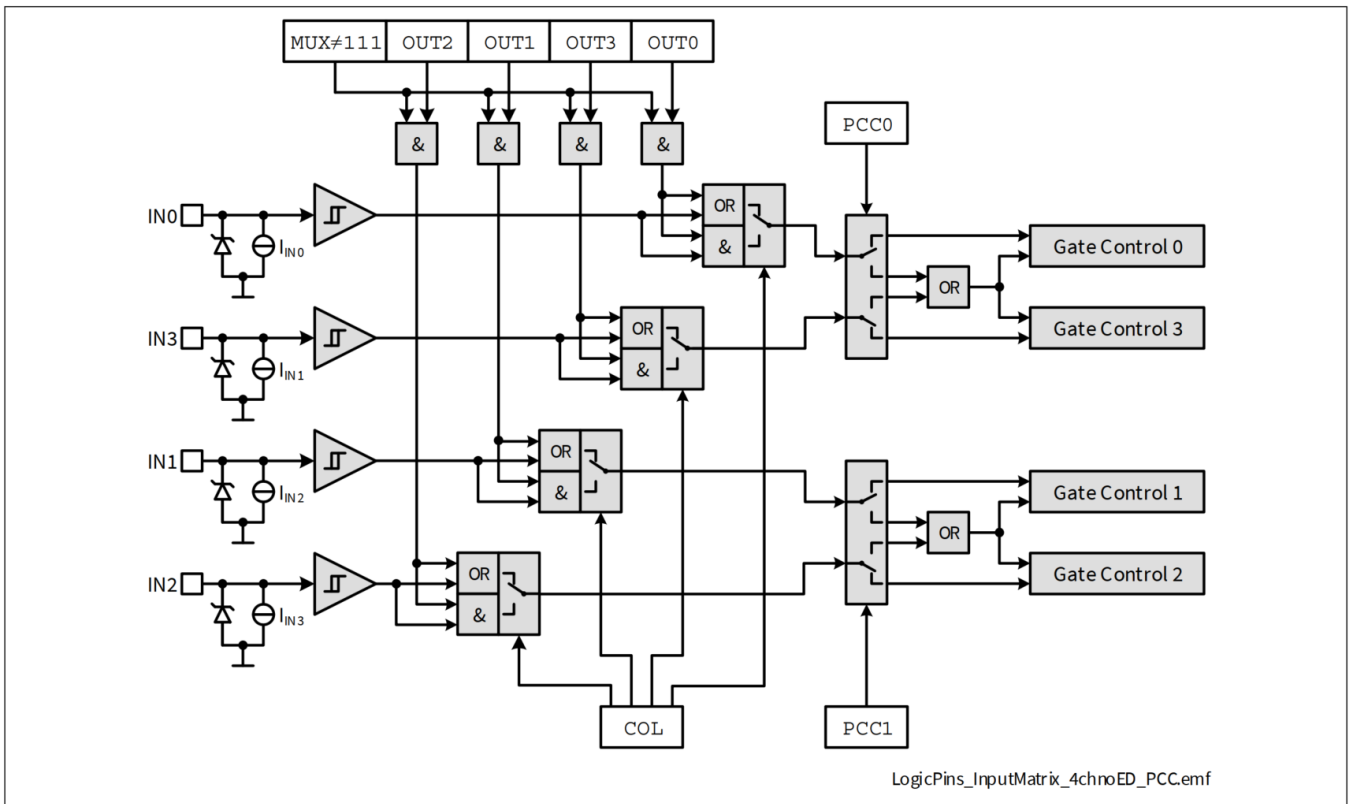 MUX≠111 OUT2 OUT1 OUT3 OUT0
PCC0
& & & &
IN0
I_IN0
OR
&
OR
Gate Control 0
Gate Control 3
IN3
I_IN1
OR
&
IN1
I_IN2
OR
&
OR
Gate Control 1
Gate Control 2
IN2
I_IN3
OR
&
COL
PCC1
LogicPins_InputMatrix_4chnoED_PCC.emf